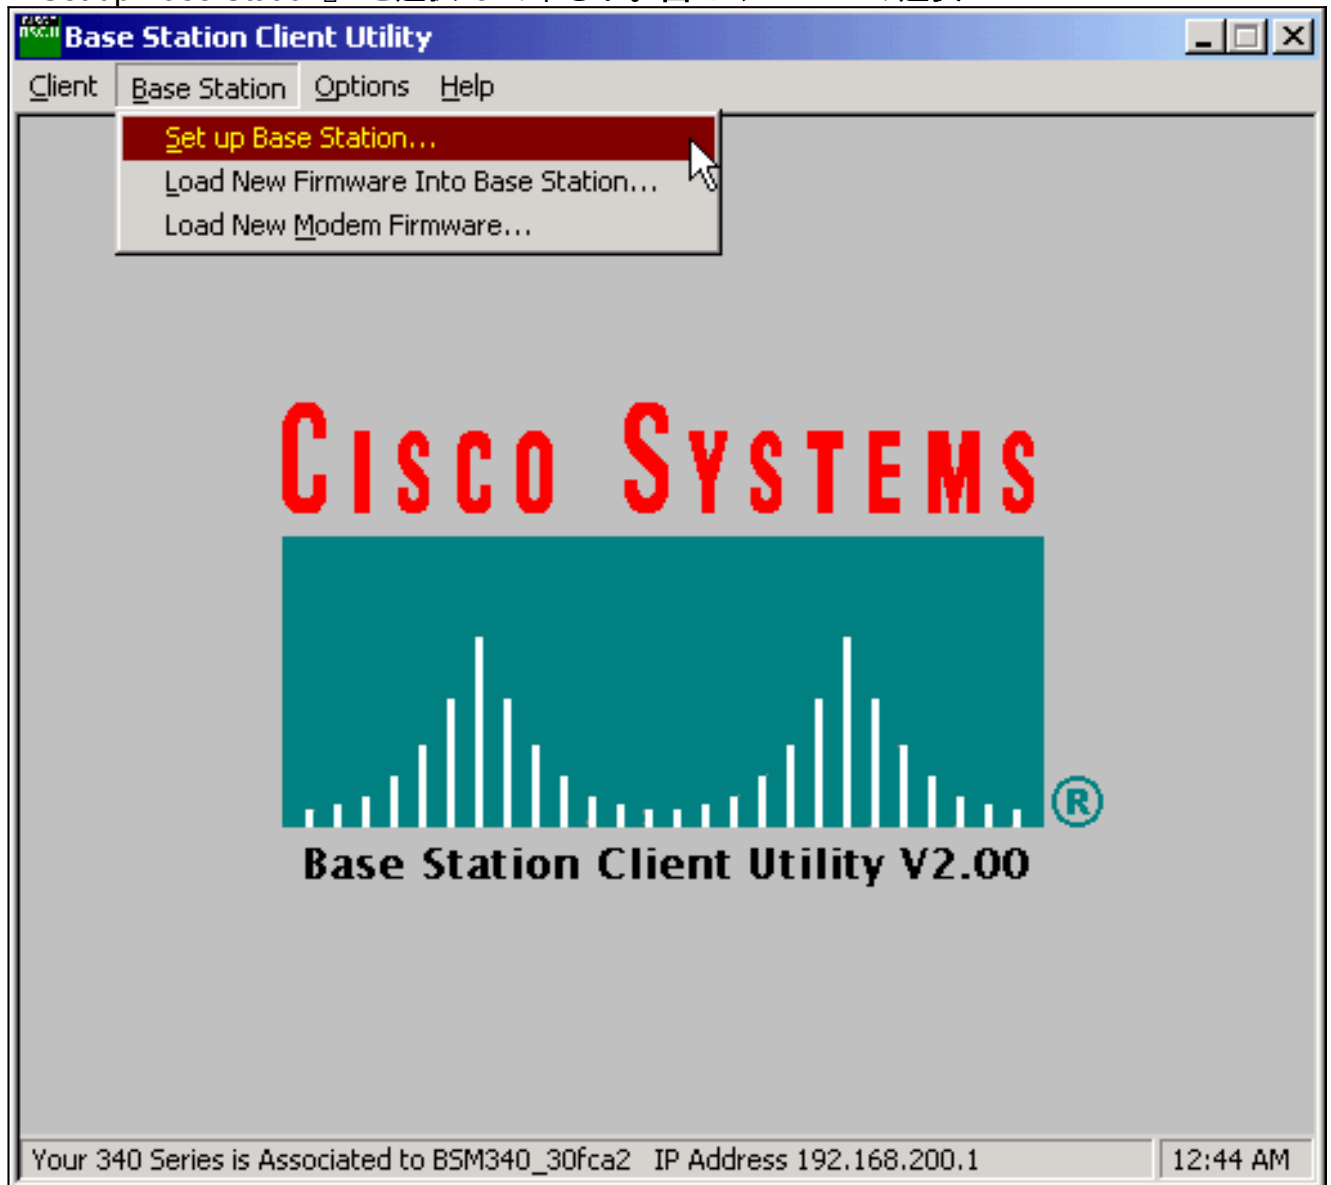 Base Station Client Utility
Client Base Station Options Help
Set up Base Station...
Load New Firmware Into Base Station...
Load New Modem Firmware...
CISCO SYSTEMS
®
Base Station Client Utility V2.00
Your 340 Series is Associated to BSM340_30fca2 IP Address 192.168.200.1
12:44 AM